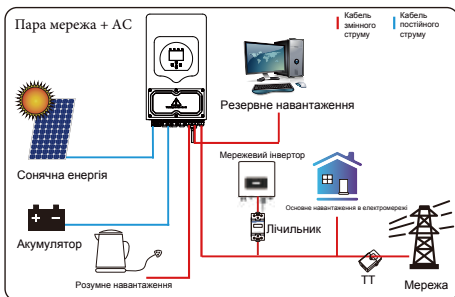 Пара мережа + АС
Кабель
змінного
струму
Кабель
постійного
струму
Резервне навантаження
Сонячна енергія
Мережевий інвертор
Основне навантаження в електромережі
Лічильник
Акумулятор
Розумне навантаження
ТТ
Мережа